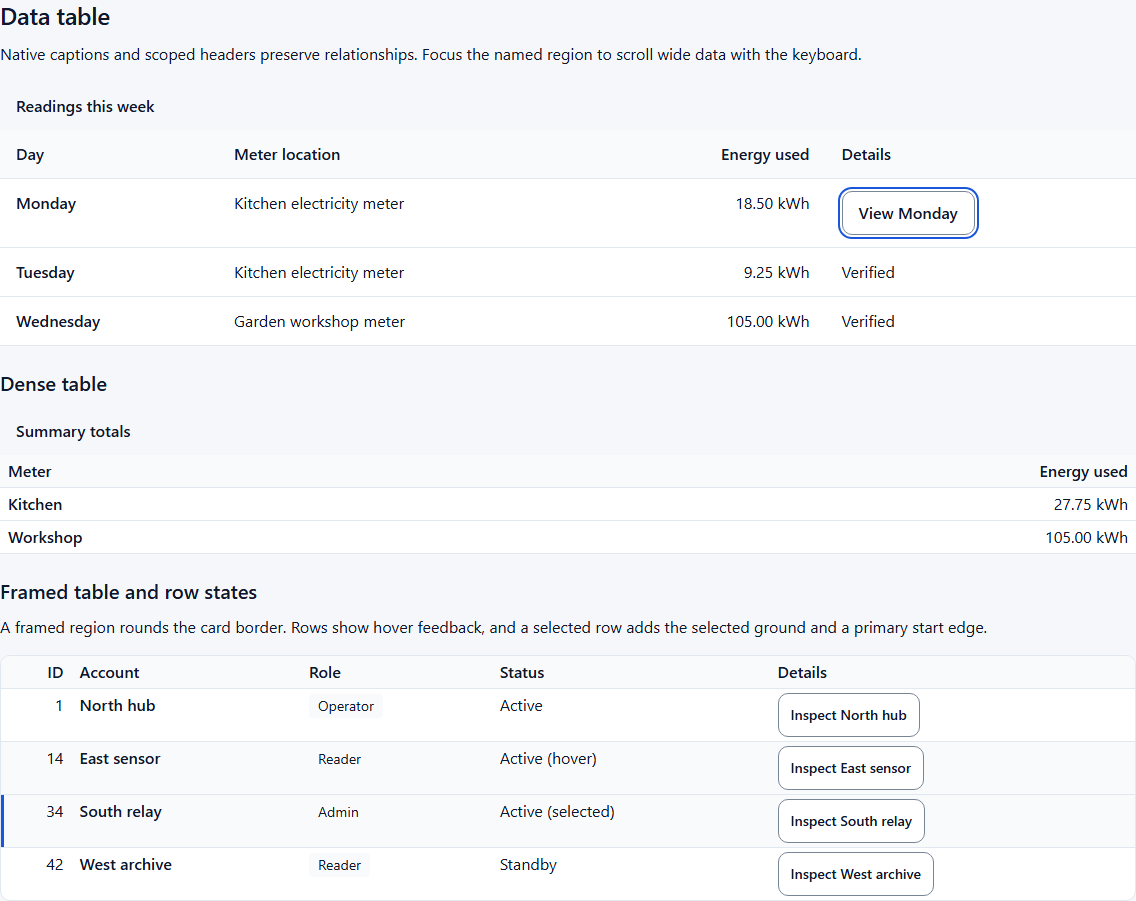 Data table
Native captions and scoped headers preserve relationships. Focus the named region to scroll wide data with the keyboard.
Readings this week
Day Meter location Energy used Details
Monday Kitchen electricity meter 18.50 kWh View Monday
Tuesday Kitchen electricity meter 9.25 kWh Verified
Wednesday Garden workshop meter 105.00 kWh Verified
Dense table
Summary totals
Meter Energy used
Kitchen 27.75 kWh
Workshop 105.00 kWh
Framed table and row states
A framed region rounds the card border. Rows show hover feedback, and a selected row adds the selected ground and a primary start edge.
ID Account Role Status Details
1 North hub Operator Active Inspect North hub
14 East sensor Reader Active (hover) Inspect East sensor
34 South relay Admin Active (selected) Inspect South relay
42 West archive Reader Standby Inspect West archive